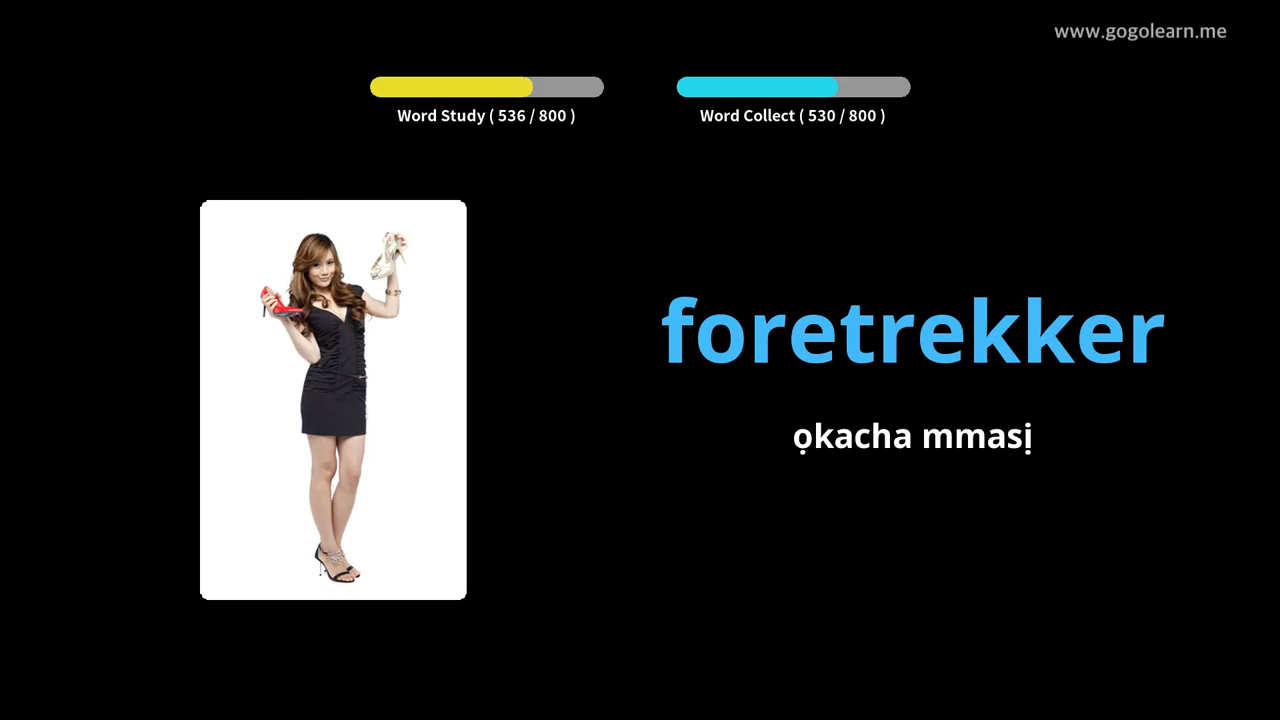 www.gogolearn.me
Word Study ( 536 / 800 )
Word Collect ( 530 / 800 )
foretrekker
ọkacha mmasị